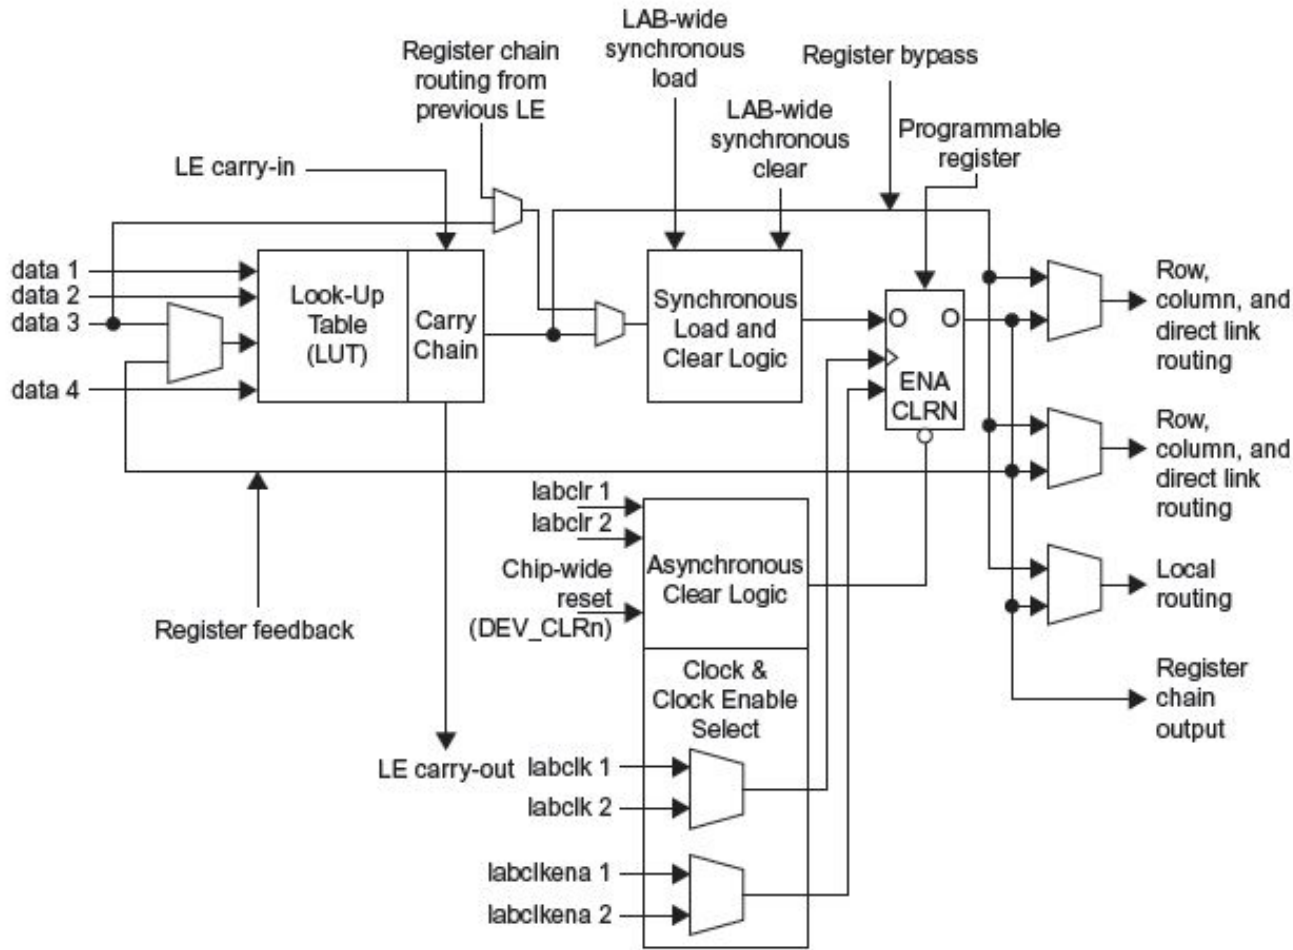 LAB-wide
synchronous
load
Register chain
routing from
previous LE
Register bypass
LAB-wide
synchronous
clear
Programmable
register
LE carry-in
data 1
data 2
data 3
data 4
Look-Up
Table
(LUT)
Carry
Chain
Synchronous
Load and
Clear Logic
O O
ENA
CLRN
Row,
column, and
direct link
routing
Row,
column, and
direct link
routing
Local
routing
Register
chain
output
Register feedback
labclr 1
labclr 2
Chip-wide
reset
(DEV_CLRn)
Asynchronous
Clear Logic
Clock &
Clock Enable
Select
LE carry-out
labclk 1
labclk 2
labclkena 1
labclkena 2